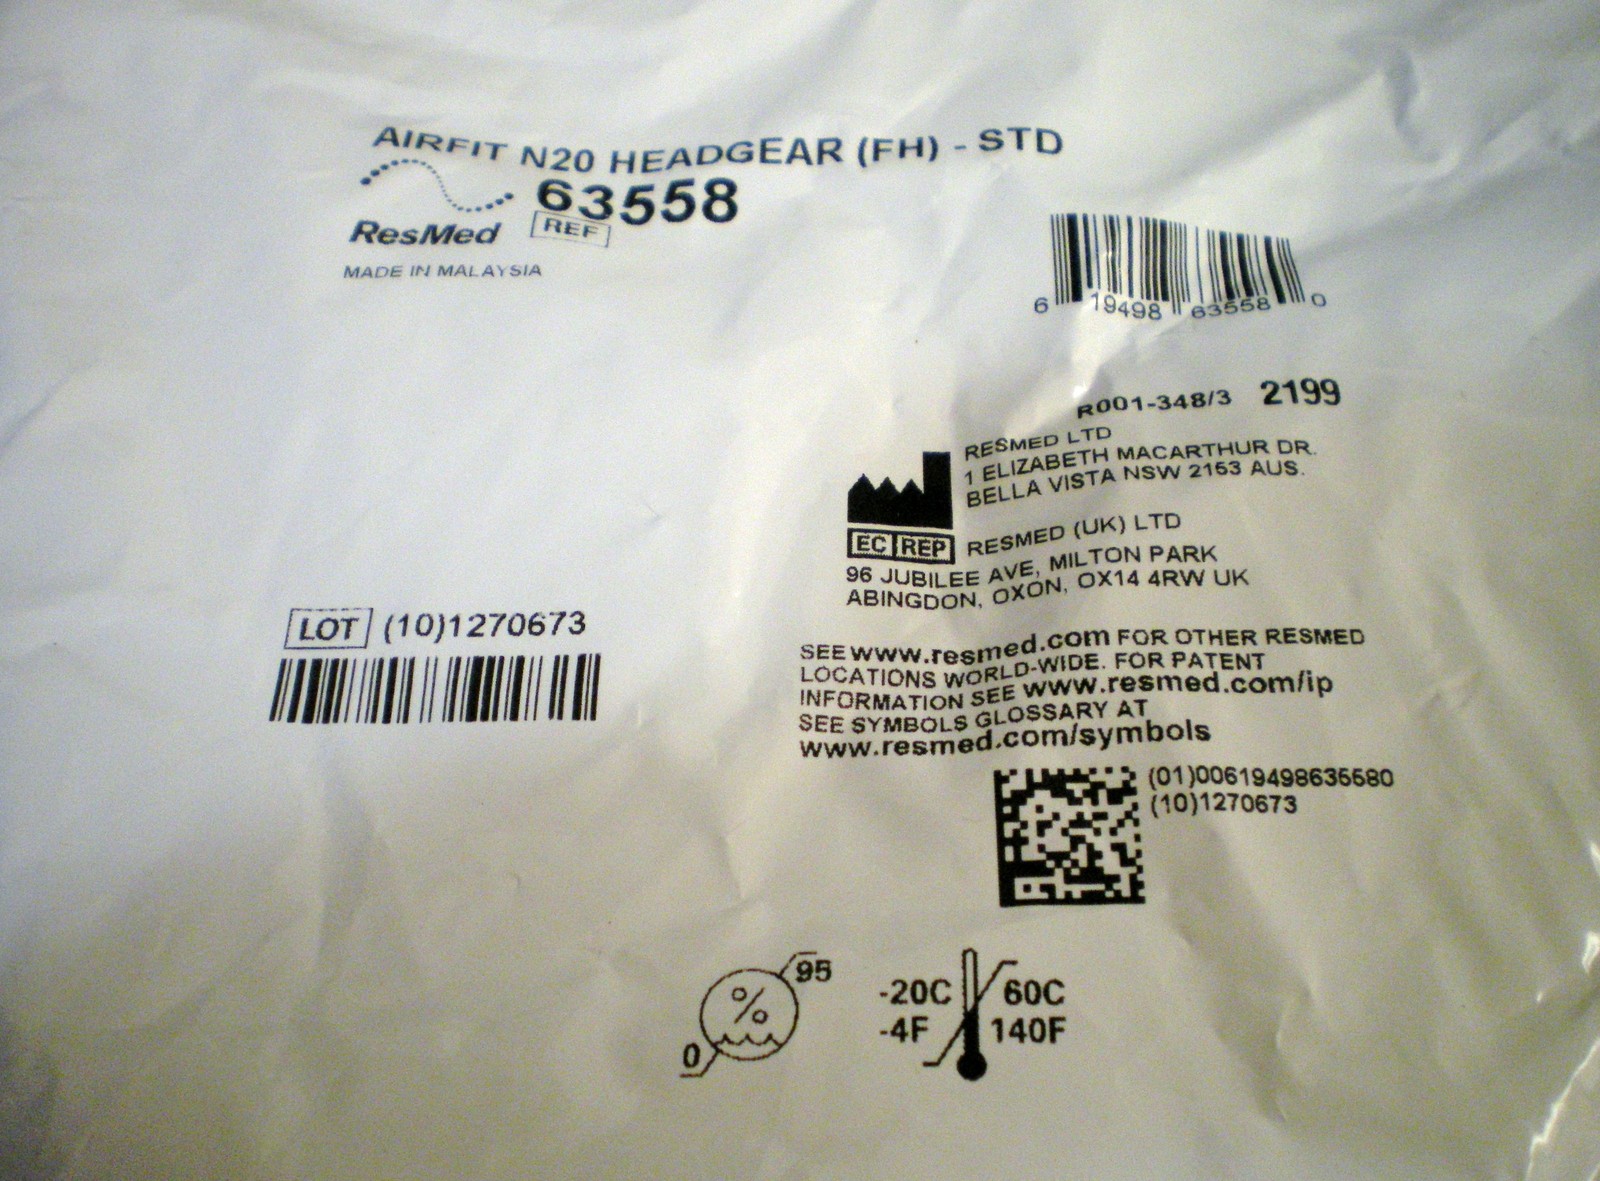 AIRFIT N20 HEADGEAR (FH) - STD
63558
REF
ResMed
MADE IN MALAYSIA
6 19498 63558 0
R001-348/3 2199
RESMED LTD
1 ELIZABETH MACARTHUR DR.
BELLA VISTA NSW 2153 AUS.
EC REP RESMED (UK) LTD
96 JUBILEE AVE, MILTON PARK
ABINGDON, OXON, OX14 4RW UK
LOT (10)1270673
SEE www.resmed.com FOR OTHER RESMED
LOCATIONS WORLD-WIDE. FOR PATENT
INFORMATION SEE www.resmed.com/ip
SEE SYMBOLS GLOSSARY AT
www.resmed.com/symbols
(01)00619498635580
(10)1270673
95
%
0
-20C 60C
-4F 140F